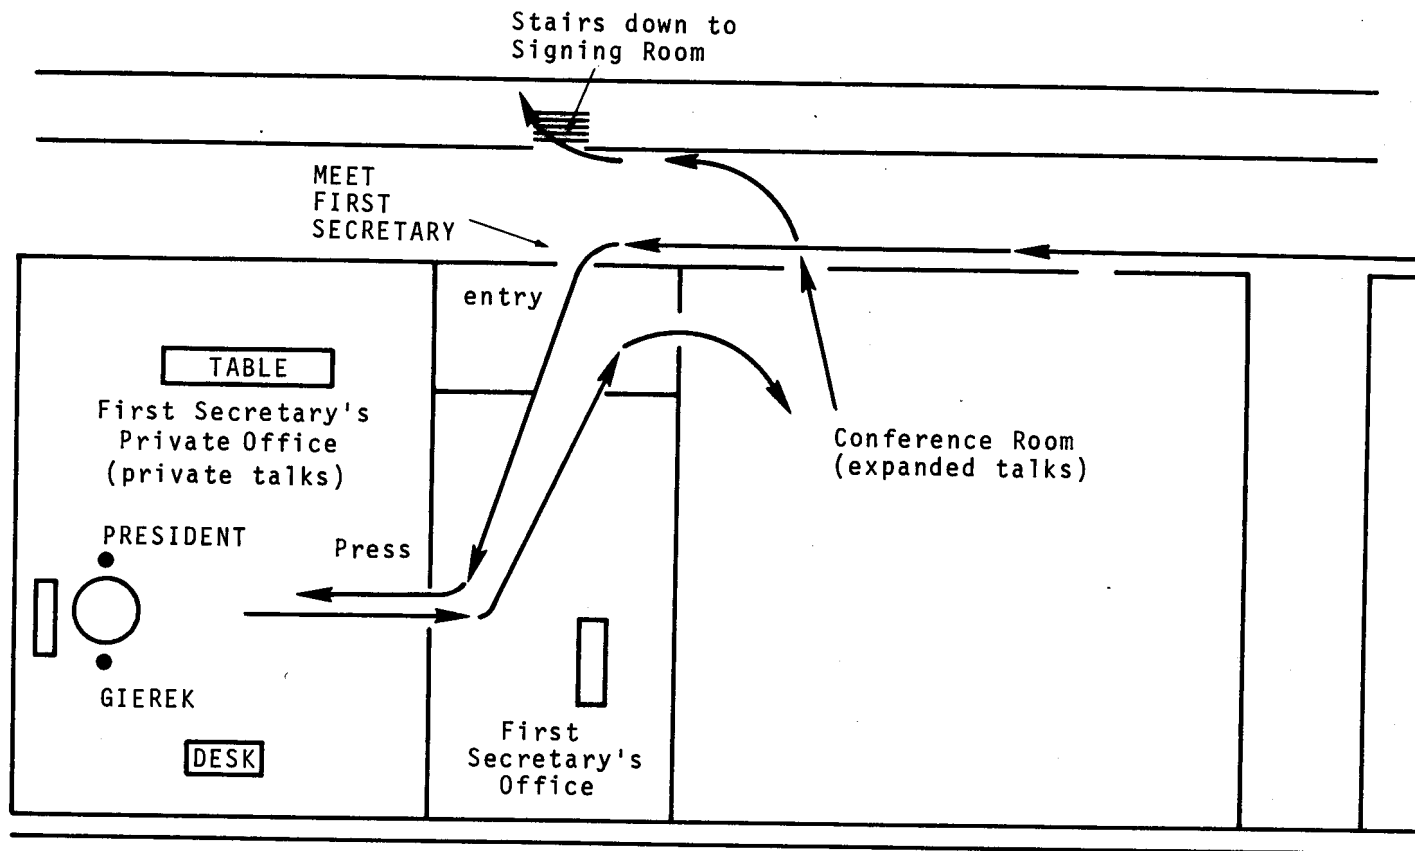 Stairs down to
Signing Room
MEET
FIRST
SECRETARY
entry
TABLE
First Secretary's
Private Office
(private talks)
Conference Room
(expanded talks)
PRESIDENT
Press
GIEREK
First
Secretary's
Office
DESK